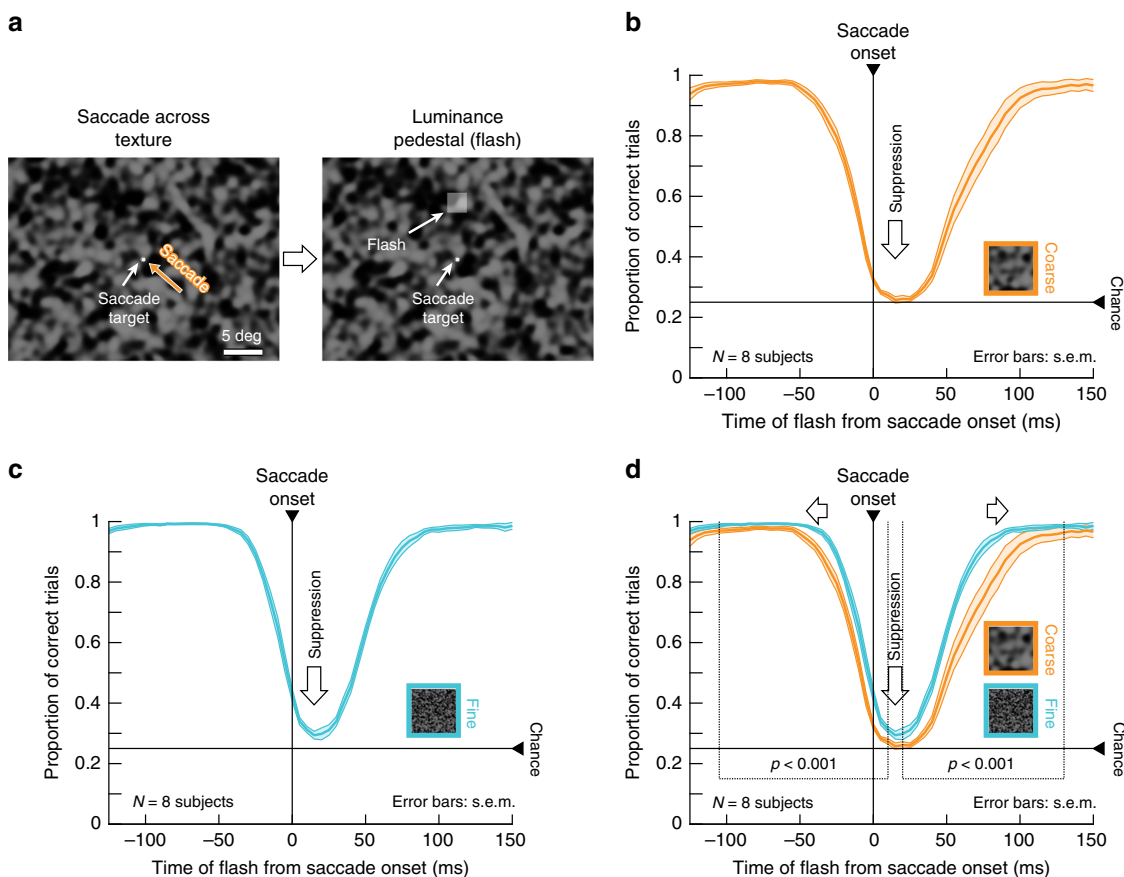 a
Saccade across
texture
Luminance
pedestal (flash)
Flash
Saccade
Saccade
target
Saccade
target
5 deg
b
Saccade
onset
Proportion of correct trials
1
0.8
0.6
0.4
0.2
0
Suppression
Coarse
Chance
N = 8 subjects
Error bars: s.e.m.
−100
−50
0
50
100
150
Time of flash from saccade onset (ms)
c
Saccade
onset
Proportion of correct trials
1
0.8
0.6
0.4
0.2
0
Suppression
Fine
Chance
N = 8 subjects
Error bars: s.e.m.
−100
−50
0
50
100
150
Time of flash from saccade onset (ms)
d
Saccade
onset
Proportion of correct trials
1
0.8
0.6
0.4
0.2
0
Suppression
Coarse
Fine
Chance
p < 0.001
p < 0.001
N = 8 subjects
Error bars: s.e.m.
−100
−50
0
50
100
150
Time of flash from saccade onset (ms)